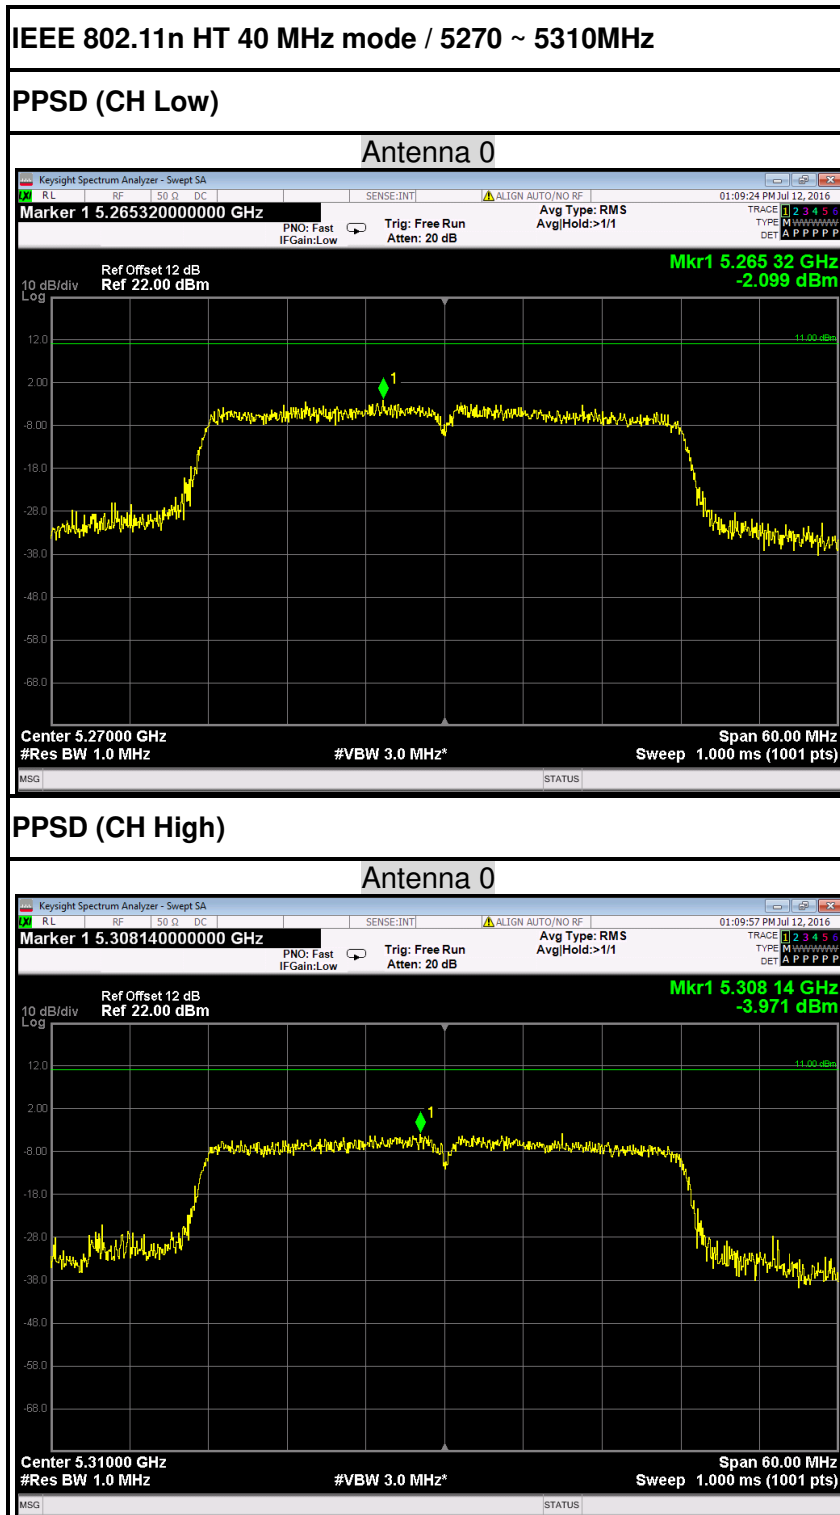 IEEE 802.11n HT 40 MHz mode / 5270 ~ 5310MHz
PPSD (CH Low)
Antenna 0
Keysight Spectrum Analyzer - Swept SA
LXI RL RF 50 Ω DC SENSE:INT ALIGN AUTO/NO RF 01:09:24 PM Jul 12, 2016
Marker 1 5.265320000000 GHz
PNO: Fast
IFGain:Low
Trig: Free Run
Atten: 20 dB
Avg Type: RMS
Avg|Hold:>1/1
TRACE 1 2 3 4 5 6
TYPE M WWWWW
DET A P P P P P
Mkr1 5.265 32 GHz
-2.099 dBm
Ref Offset 12 dB
10 dB/div Ref 22.00 dBm
Log
12.0
11.00 dBm
1
2.00
-8.00
-18.0
-28.0
-38.0
-48.0
-58.0
-68.0
Center 5.27000 GHz Span 60.00 MHz
#Res BW 1.0 MHz #VBW 3.0 MHz* Sweep 1.000 ms (1001 pts)
MSG STATUS
PPSD (CH High)
Antenna 0
Keysight Spectrum Analyzer - Swept SA
LXI RL RF 50 Ω DC SENSE:INT ALIGN AUTO/NO RF 01:09:57 PM Jul 12, 2016
Marker 1 5.308140000000 GHz
PNO: Fast
IFGain:Low
Trig: Free Run
Atten: 20 dB
Avg Type: RMS
Avg|Hold:>1/1
TRACE 1 2 3 4 5 6
TYPE M WWWWW
DET A P P P P P
Mkr1 5.308 14 GHz
-3.971 dBm
Ref Offset 12 dB
10 dB/div Ref 22.00 dBm
Log
12.0
11.00 dBm
2.00
1
-8.00
-18.0
-28.0
-38.0
-48.0
-58.0
-68.0
Center 5.31000 GHz Span 60.00 MHz
#Res BW 1.0 MHz #VBW 3.0 MHz* Sweep 1.000 ms (1001 pts)
MSG STATUS